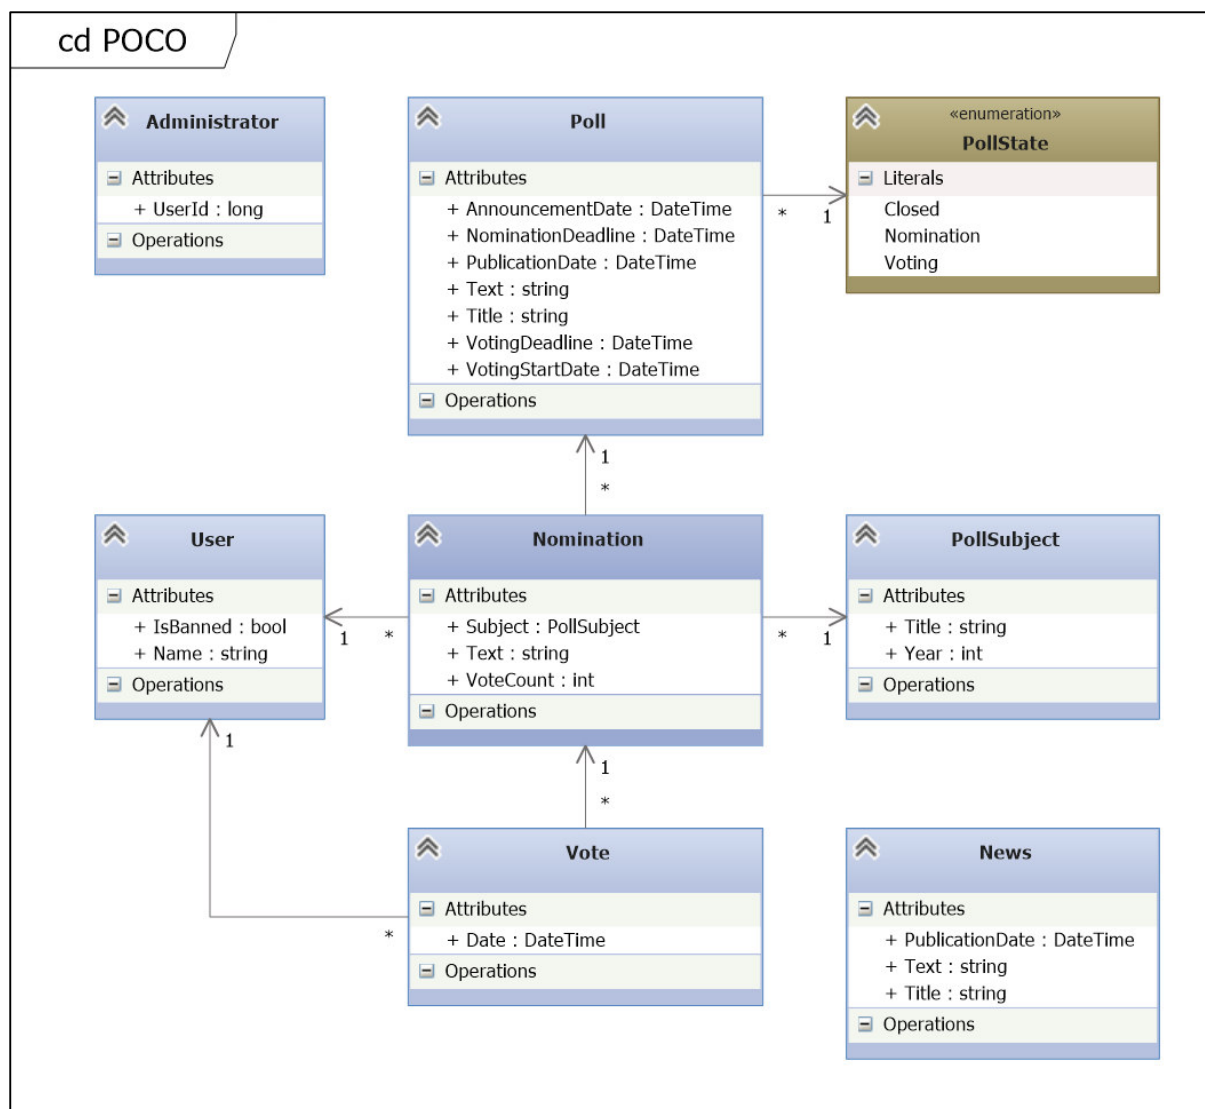 cd POCO
Administrator
Attributes
+ UserId : long
Operations
Poll
Attributes
+ AnnouncementDate : DateTime
+ NominationDeadline : DateTime
+ PublicationDate : DateTime
+ Text : string
+ Title : string
+ VotingDeadline : DateTime
+ VotingStartDate : DateTime
Operations
* 1
«enumeration»
PollState
Literals
Closed
Nomination
Voting
1
*
User
Attributes
+ IsBanned : bool
+ Name : string
Operations
1 *
Nomination
Attributes
+ Subject : PollSubject
+ Text : string
+ VoteCount : int
Operations
* 1
PollSubject
Attributes
+ Title : string
+ Year : int
Operations
1
*
1
*
Vote
Attributes
+ Date : DateTime
Operations
News
Attributes
+ PublicationDate : DateTime
+ Text : string
+ Title : string
Operations